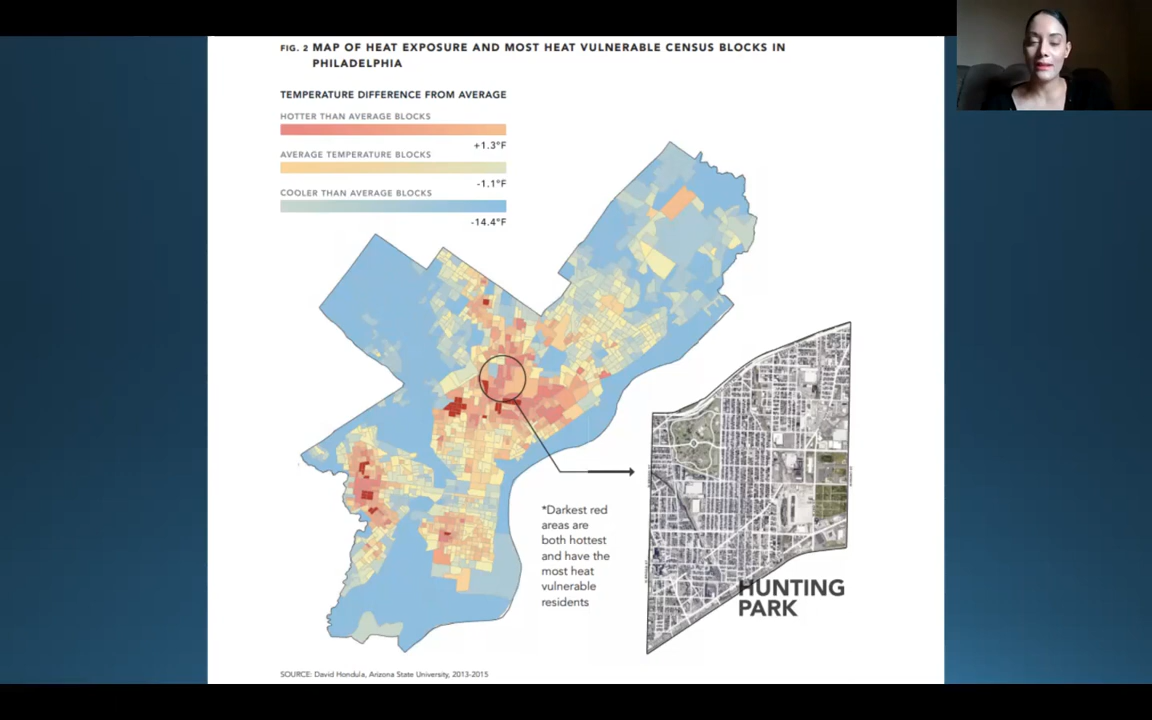 FIG. 2 MAP OF HEAT EXPOSURE AND MOST HEAT VULNERABLE CENSUS BLOCKS IN
PHILADELPHIA
TEMPERATURE DIFFERENCE FROM AVERAGE
HOTTER THAN AVERAGE BLOCKS
+1.3°F
AVERAGE TEMPERATURE BLOCKS
-1.1°F
COOLER THAN AVERAGE BLOCKS
-14.4°F
*Darkest red
areas are
both hottest
and have the
most heat
vulnerable
residents
HUNTING
PARK
SOURCE: David Hondula, Arizona State University, 2013-2015